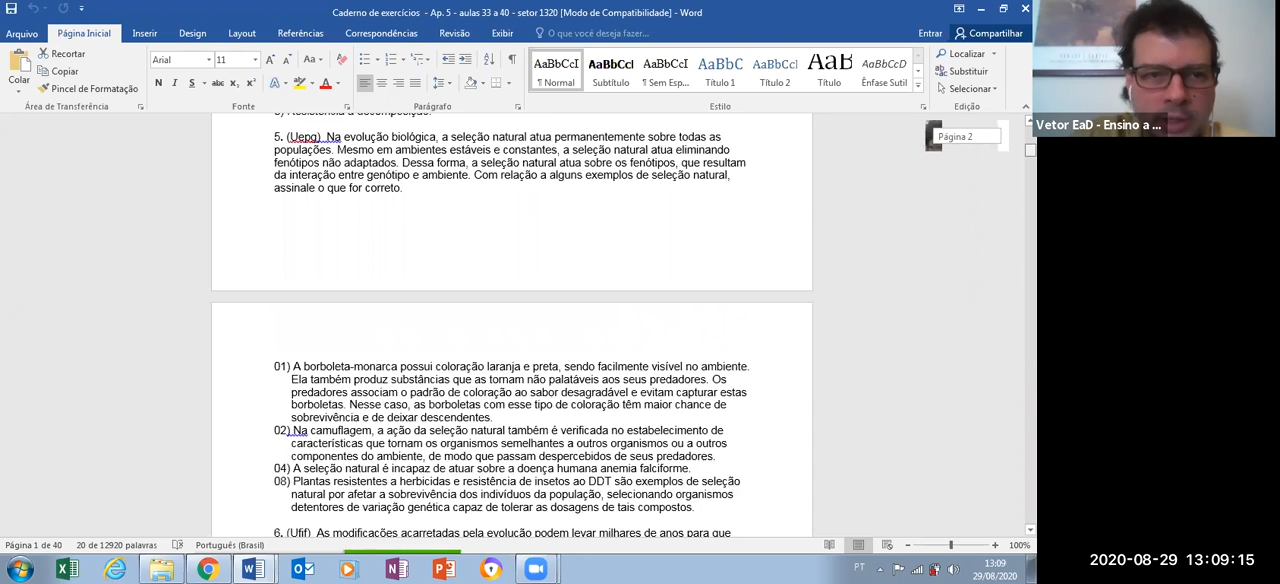 Caderno de exercícios - Ap. 5 - aulas 33 a 40 - setor 1320 [Modo de Compatibilidade] - Word
Arquivo Página Inicial Inserir Design Layout Referências Correspondências Revisão Exibir O que você deseja fazer... Entrar Compartilhar
Colar
Recortar
Copiar
Pincel de Formatação
Área de Transferência
Arial 11
N I S abc x₂ x² A A
Fonte
Parágrafo
AaBbCcI AaBbCcI AaBbCcI AaBbC AaBbCcI AaB AaBbCcD
¶ Normal Subtítulo ¶ Sem Esp... Título 1 Título 2 Título Ênfase Sutil
Estilo
Localizar
Substituir
Selecionar
Edição
Vetor EaD - Ensino a ...
Página 2
5. (Uepg) Na evolução biológica, a seleção natural atua permanentemente sobre todas as
populações. Mesmo em ambientes estáveis e constantes, a seleção natural atua eliminando
fenótipos não adaptados. Dessa forma, a seleção natural atua sobre os fenótipos, que resultam
da interação entre genótipo e ambiente. Com relação a alguns exemplos de seleção natural,
assinale o que for correto.
01) A borboleta-monarca possui coloração laranja e preta, sendo facilmente visível no ambiente.
Ela também produz substâncias que as tornam não palatáveis aos seus predadores. Os
predadores associam o padrão de coloração ao sabor desagradável e evitam capturar estas
borboletas. Nesse caso, as borboletas com esse tipo de coloração têm maior chance de
sobrevivência e de deixar descendentes.
02) Na camuflagem, a ação da seleção natural também é verificada no estabelecimento de
características que tornam os organismos semelhantes a outros organismos ou a outros
componentes do ambiente, de modo que passam despercebidos de seus predadores.
04) A seleção natural é incapaz de atuar sobre a doença humana anemia falciforme.
08) Plantas resistentes a herbicidas e resistência de insetos ao DDT são exemplos de seleção
natural por afetar a sobrevivência dos indivíduos da população, selecionando organismos
detentores de variação genética capaz de tolerar as dosagens de tais compostos.
6. (Ufjf) As modificações acarretadas pela evolução podem levar milhares de anos para que
Página 1 de 40 20 de 12920 palavras Português (Brasil) 100%
PT 13:09
29/08/2020
2020-08-29 13:09:15